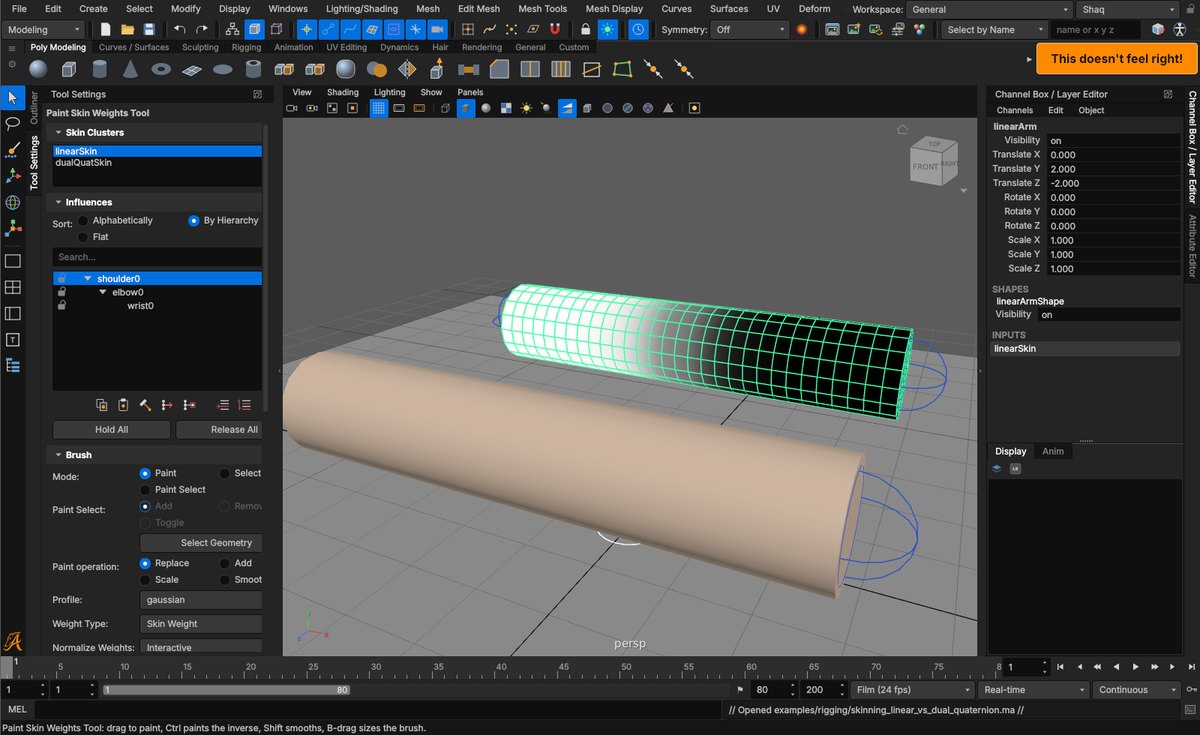 File Edit Create Select Modify Display Windows Lighting/Shading Mesh Edit Mesh Mesh Tools Mesh Display Curves Surfaces UV Deform Workspace: General Shaq
Modeling Symmetry: Off Select by Name name or x y z
Poly Modeling Curves / Surfaces Sculpting Rigging Animation UV Editing Dynamics Hair Rendering General Custom
This doesn't feel right!
Outliner
Tool Settings
Tool Settings
Paint Skin Weights Tool
Skin Clusters
linearSkin
dualQuatSkin
Influences
Sort: Alphabetically By Hierarchy
Flat
Search...
shoulder0
elbow0
wrist0
Hold All Release All
Brush
Mode: Paint Select
Paint Select
Paint Select: Add Remov
Toggle
Select Geometry
Paint operation: Replace Add
Scale Smoot
Profile: gaussian
Weight Type: Skin Weight
Normalize Weights: Interactive
View Shading Lighting Show Panels
TOP
FRONT RIGHT
persp
y
z x
Channel Box / Layer Editor
Channels Edit Object
linearArm
Visibility on
Translate X 0.000
Translate Y 2.000
Translate Z -2.000
Rotate X 0.000
Rotate Y 0.000
Rotate Z 0.000
Scale X 1.000
Scale Y 1.000
Scale Z 1.000
SHAPES
linearArmShape
Visibility on
INPUTS
linearSkin
Display Anim
Channel Box / Layer Editor
Attribute Editor
1 5 10 15 20 25 30 35 40 45 50 55 60 65 70 75 8 1
1 1 1 80 80 200 Film (24 fps) Real-time Continuous
MEL // Opened examples/rigging/skinning_linear_vs_dual_quaternion.ma //
Paint Skin Weights Tool: drag to paint, Ctrl paints the inverse, Shift smooths, B-drag sizes the brush.